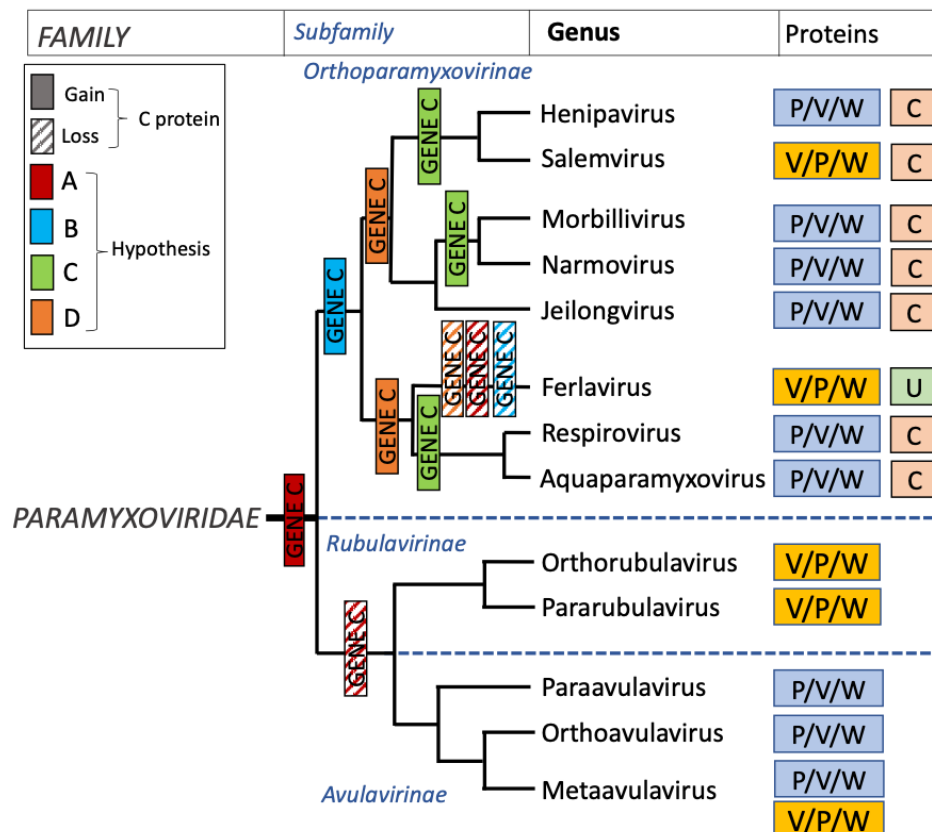 FAMILY Subfamily Genus Proteins
Gain
Loss
C protein
A
B
C
D
Hypothesis
Orthoparamyxovirinae
PARAMYXOVIRIDAE
Rubulavirinae
Avulavirinae
GENE C
GENE C
GENE C
GENE C
GENE C
GENE C
GENE C
GENE C
GENE C
GENE C
GENE C
Henipavirus P/V/W C
Salemvirus V/P/W C
Morbillivirus P/V/W C
Narmovirus P/V/W C
Jeilongvirus P/V/W C
Ferlavirus V/P/W U
Respirovirus P/V/W C
Aquaparamyxovirus P/V/W C
Orthorubulavirus V/P/W
Pararubulavirus V/P/W
Paraavulavirus P/V/W
Orthoavulavirus P/V/W
Metaavulavirus P/V/W
V/P/W